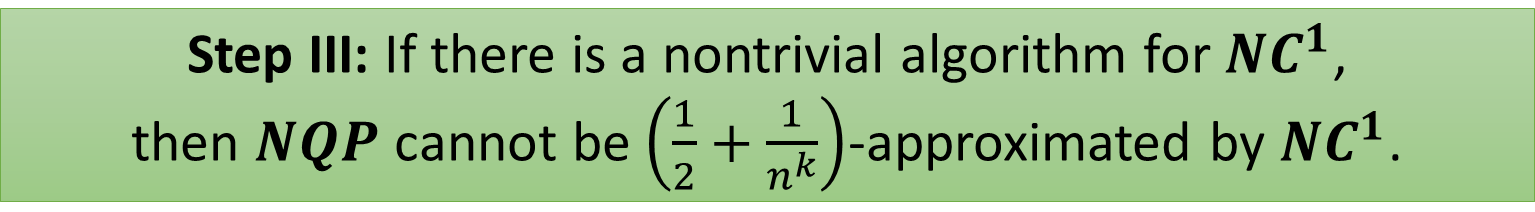 Step III: If there is a nontrivial algorithm for 𝑵𝑪¹,
then 𝑵𝑸𝑷 cannot be (1/2 + 1/n^k)-approximated by 𝑵𝑪¹.